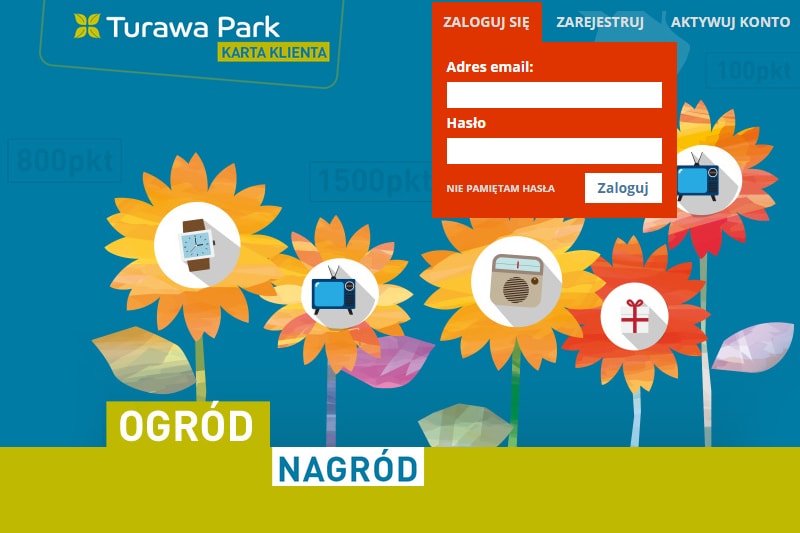 Turawa Park
KARTA KLIENTA
ZALOGUJ SIĘ
ZAREJESTRUJ
AKTYWUJ KONTO
Adres email:
Hasło
NIE PAMIĘTAM HASŁA
Zaloguj
100pkt
800pkt
1500pkt
OGRÓD
NAGRÓD